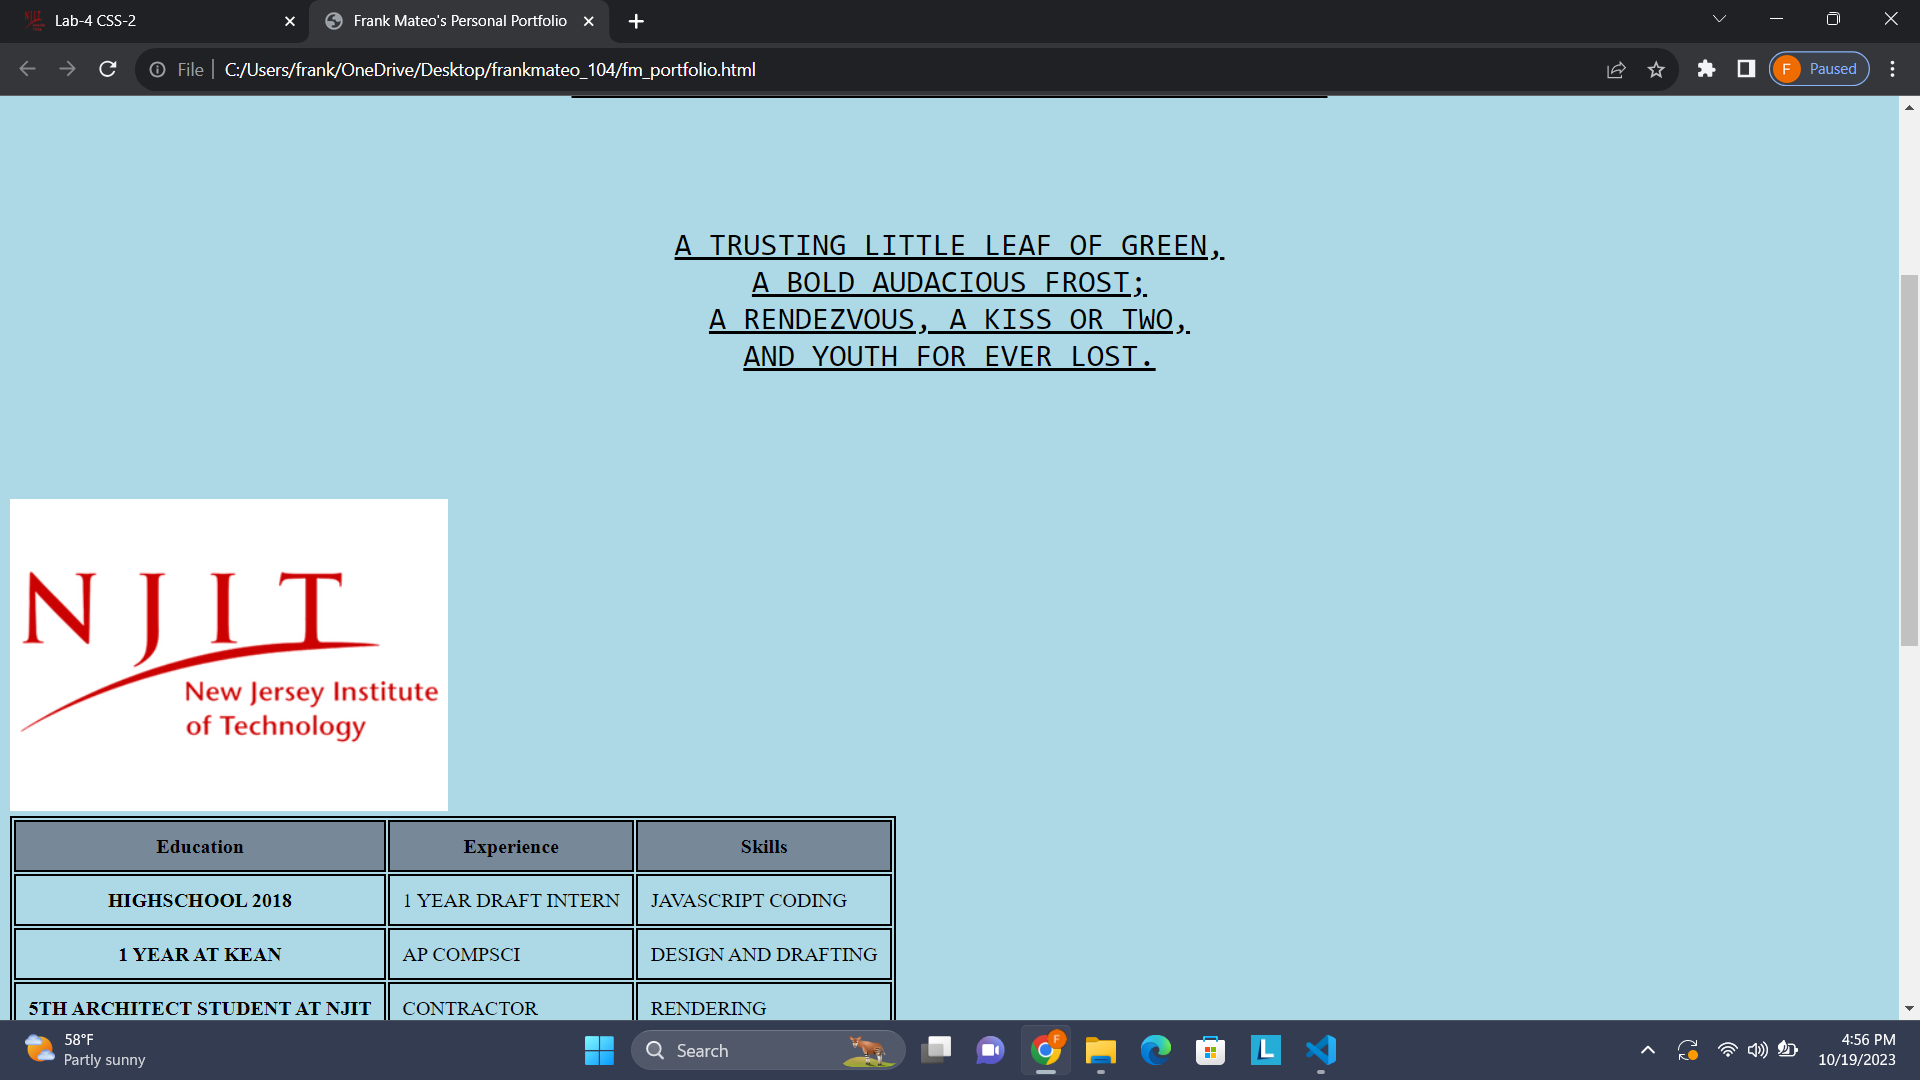 Lab-4 CSS-2
Frank Mateo's Personal Portfolio
File
C:/Users/frank/OneDrive/Desktop/frankmateo_104/fm_portfolio.html
F
Paused
A TRUSTING LITTLE LEAF OF GREEN,
A BOLD AUDACIOUS FROST;
A RENDEZVOUS, A KISS OR TWO,
AND YOUTH FOR EVER LOST.
NJIT
New Jersey Institute
of Technology
Education Experience Skills
HIGHSCHOOL 2018 1 YEAR DRAFT INTERN JAVASCRIPT CODING
1 YEAR AT KEAN AP COMPSCI DESIGN AND DRAFTING
5TH ARCHITECT STUDENT AT NJIT CONTRACTOR RENDERING
58°F
Partly sunny
Search
F
L
4:56 PM
10/19/2023